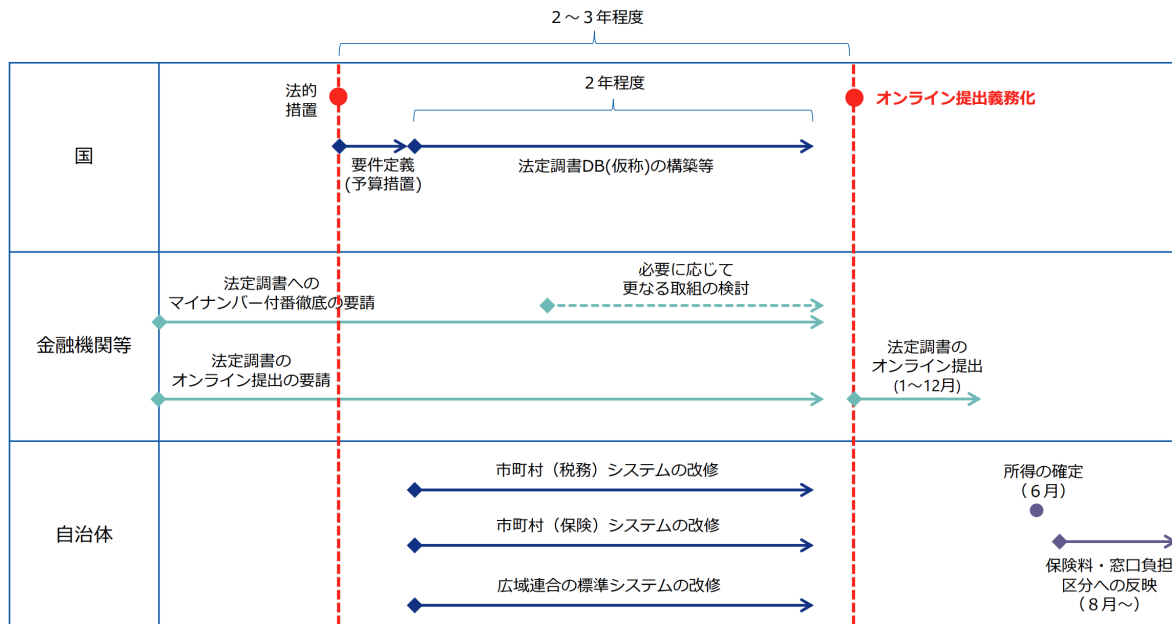 2~3年程度
法的
措置
2年程度
オンライン提出義務化
国
要件定義
(予算措置)
法定調書DB(仮称)の構築等
法定調書への
マイナンバー付番徹底の要請
必要に応じて
更なる取組の検討
金融機関等
法定調書の
オンライン提出の要請
法定調書の
オンライン提出
(1~12月)
市町村(税務)システムの改修
所得の確定
(6月)
自治体
市町村(保険)システムの改修
保険料・窓口負担
区分への反映
(8月~)
広域連合の標準システムの改修